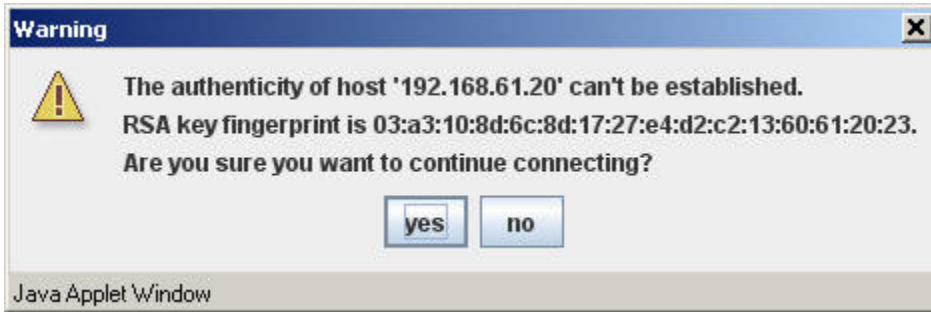 Warning
The authenticity of host '192.168.61.20' can't be established.
RSA key fingerprint is 03:a3:10:8d:6c:8d:17:27:e4:d2:c2:13:60:61:20:23.
Are you sure you want to continue connecting?
yes no
Java Applet Window